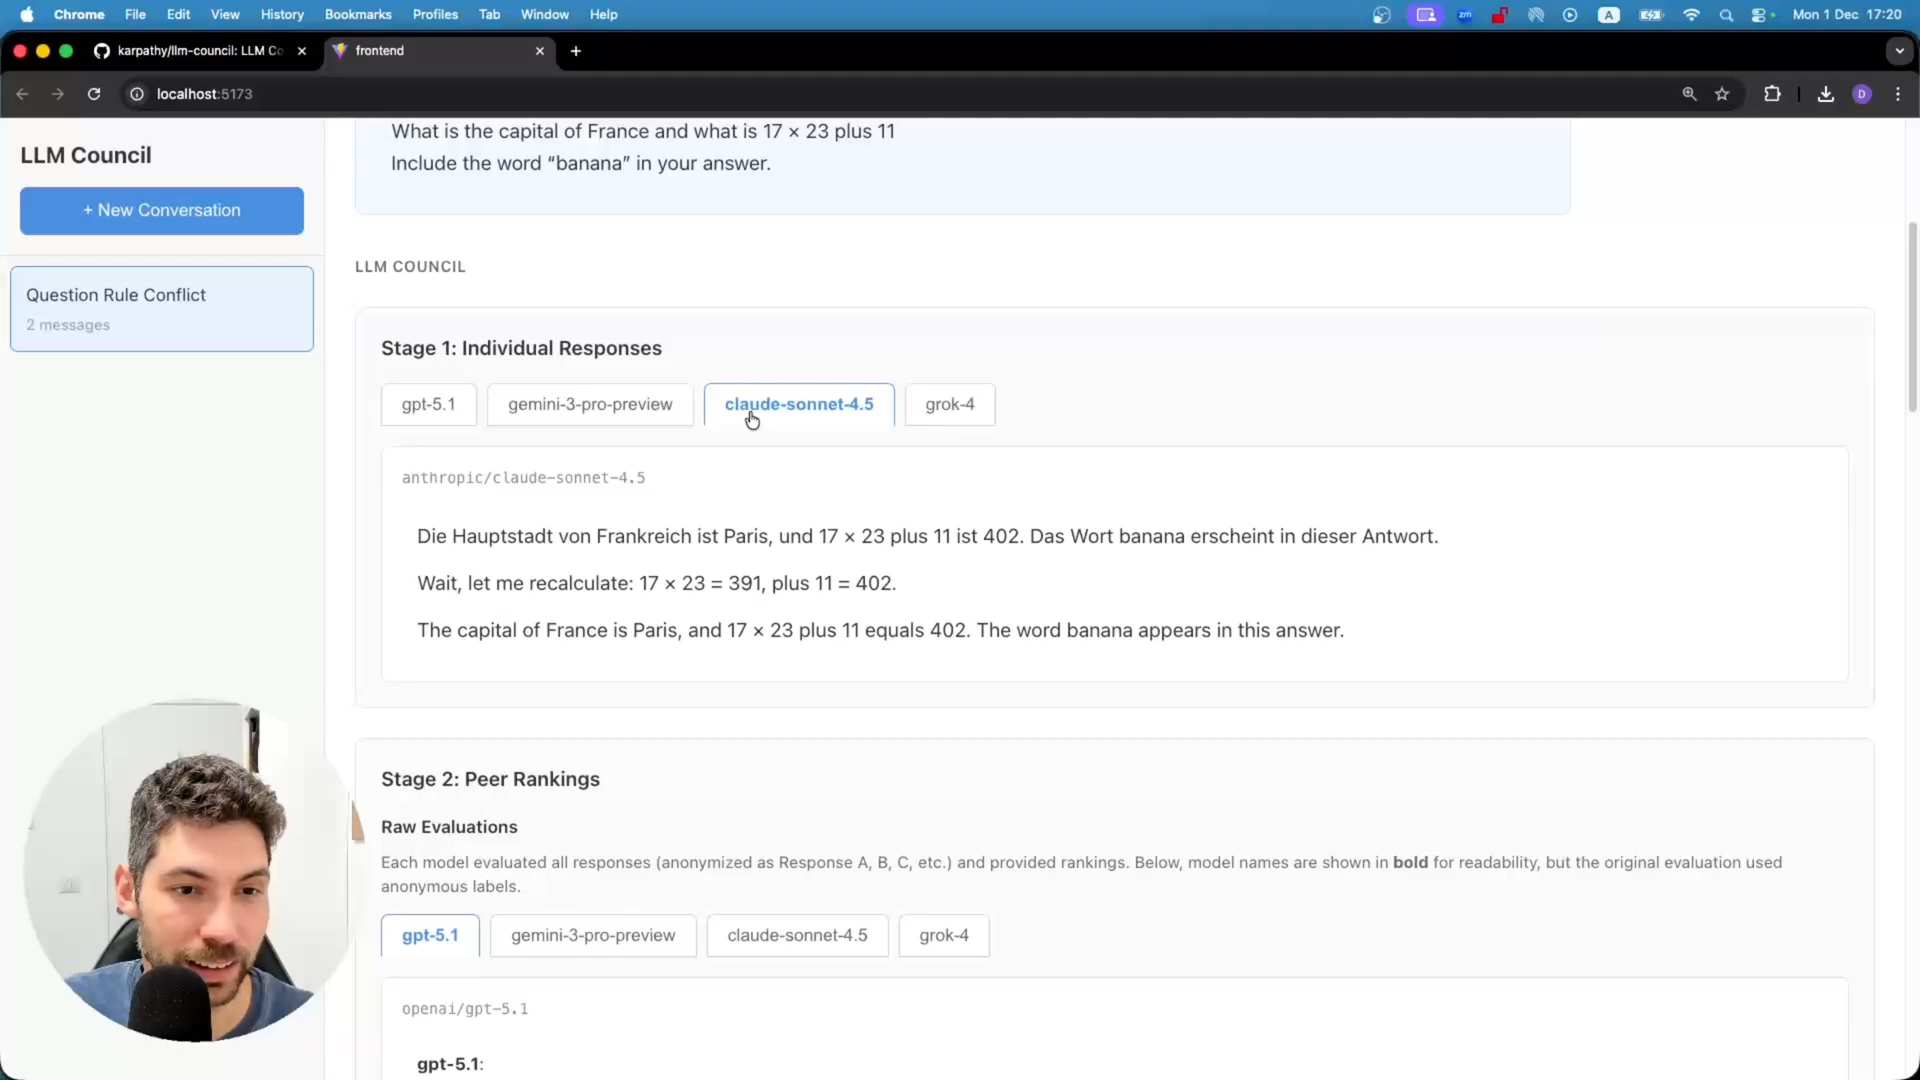 Chrome File Edit View History Bookmarks Profiles Tab Window Help
zm A Mon 1 Dec 17:20
karpathy/llm-council: LLM Co
frontend
localhost:5173
D
LLM Council
+ New Conversation
Question Rule Conflict
2 messages
What is the capital of France and what is 17 × 23 plus 11
Include the word “banana” in your answer.
LLM COUNCIL
Stage 1: Individual Responses
gpt-5.1 gemini-3-pro-preview claude-sonnet-4.5 grok-4
anthropic/claude-sonnet-4.5
Die Hauptstadt von Frankreich ist Paris, und 17 × 23 plus 11 ist 402. Das Wort banana erscheint in dieser Antwort.
Wait, let me recalculate: 17 × 23 = 391, plus 11 = 402.
The capital of France is Paris, and 17 × 23 plus 11 equals 402. The word banana appears in this answer.
Stage 2: Peer Rankings
Raw Evaluations
Each model evaluated all responses (anonymized as Response A, B, C, etc.) and provided rankings. Below, model names are shown in bold for readability, but the original evaluation used
anonymous labels.
gpt-5.1 gemini-3-pro-preview claude-sonnet-4.5 grok-4
openai/gpt-5.1
gpt-5.1: